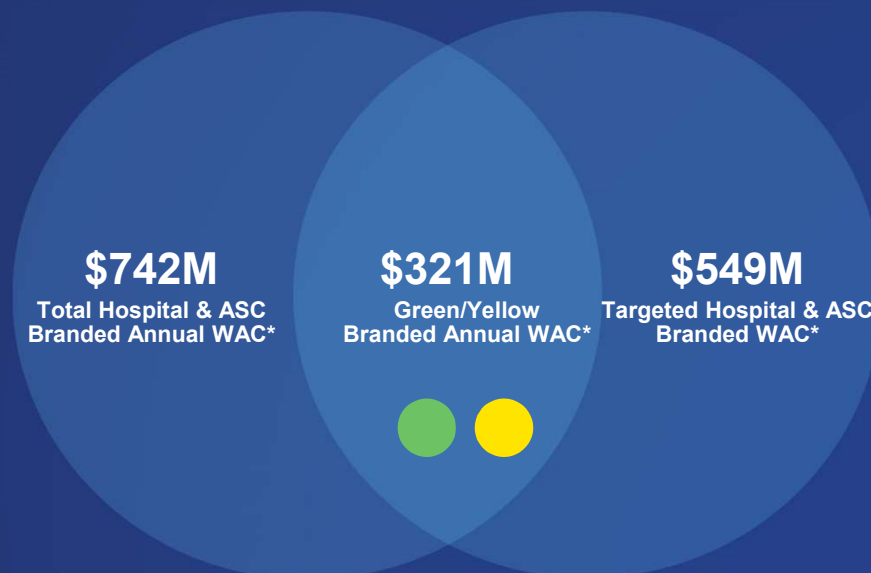 $742M
Total Hospital & ASC
Branded Annual WAC*
$321M
Green/Yellow
Branded Annual WAC*
$549M
Targeted Hospital & ASC
Branded WAC*